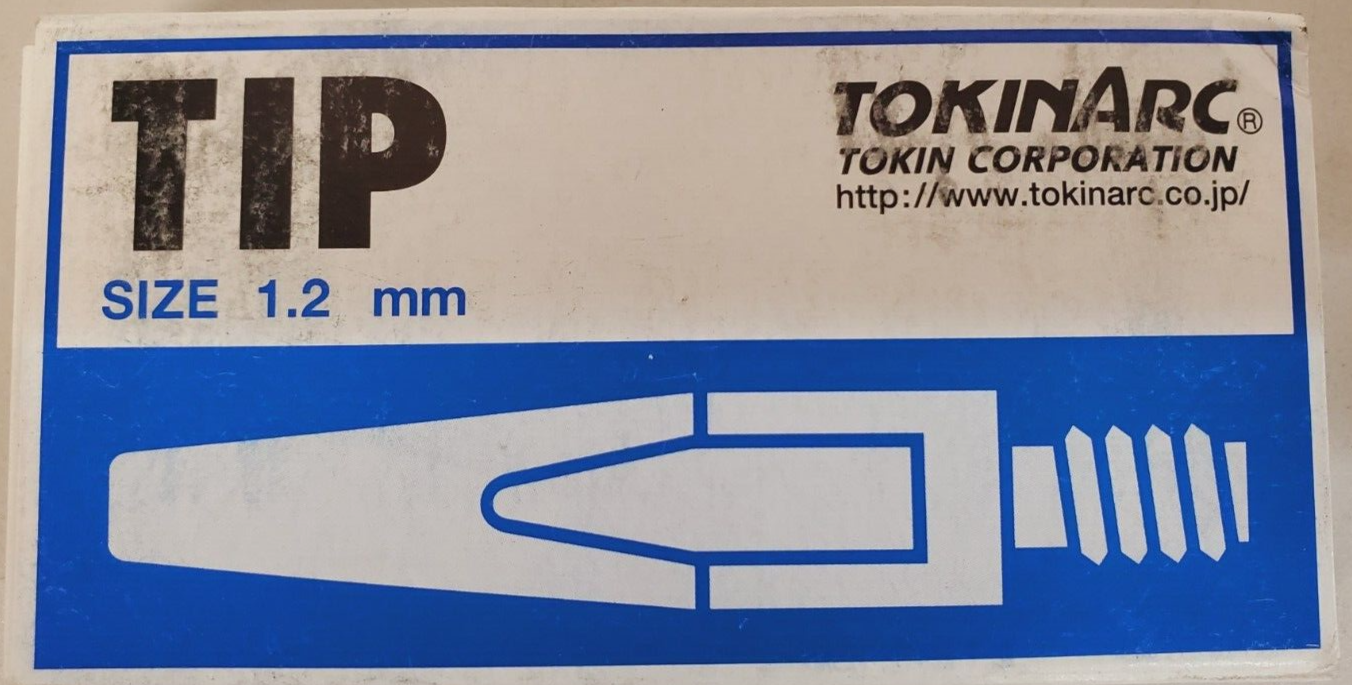 TIP
SIZE 1.2 mm
TOKINARC®
TOKIN CORPORATION
http://www.tokinarc.co.jp/